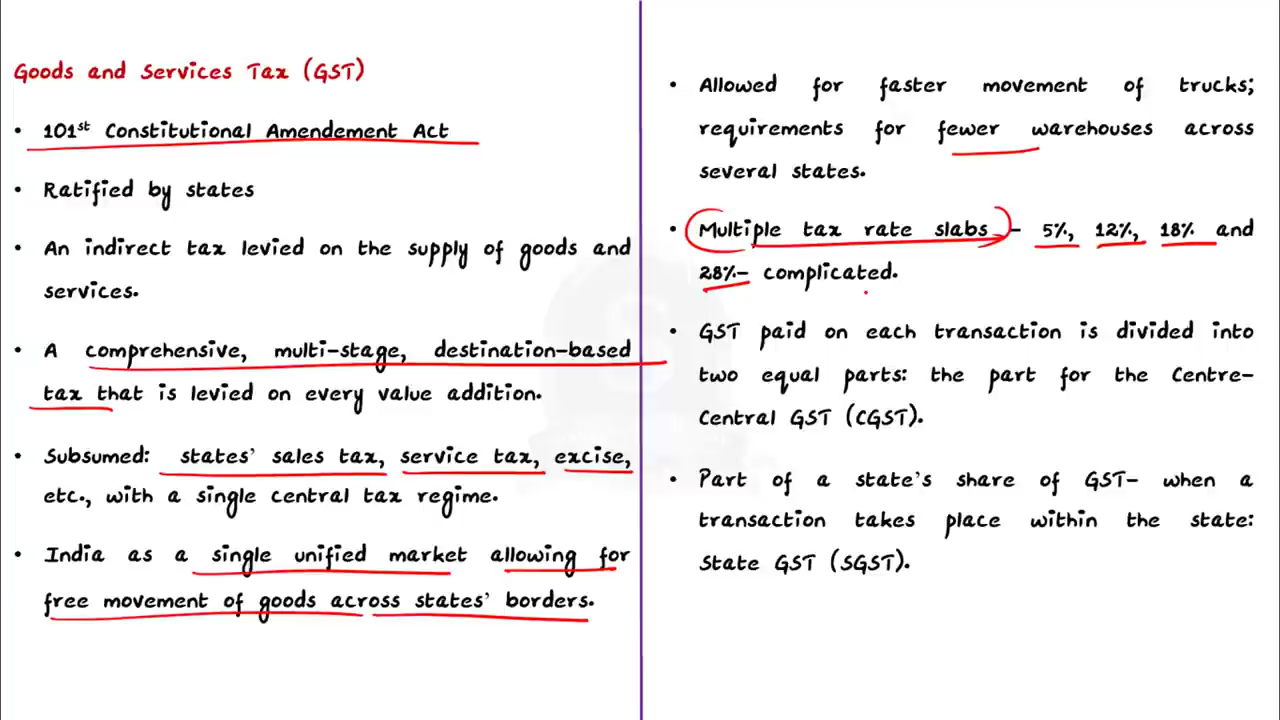 Goods and Services Tax (GST)
• 101st Constitutional Amendement Act
• Ratified by states
• An indirect tax levied on the supply of goods and
services.
• A comprehensive, multi-stage, destination-based
tax that is levied on every value addition.
• Subsumed: states' sales tax, service tax, excise,
etc., with a single central tax regime.
• India as a single unified market allowing for
free movement of goods across states' borders.
• Allowed for faster movement of trucks;
requirements for fewer warehouses across
several states.
• Multiple tax rate slabs - 5%, 12%, 18% and
28%- complicated.
• GST paid on each transaction is divided into
two equal parts: the part for the Centre-
Central GST (CGST).
• Part of a state's share of GST- when a
transaction takes place within the state:
State GST (SGST).